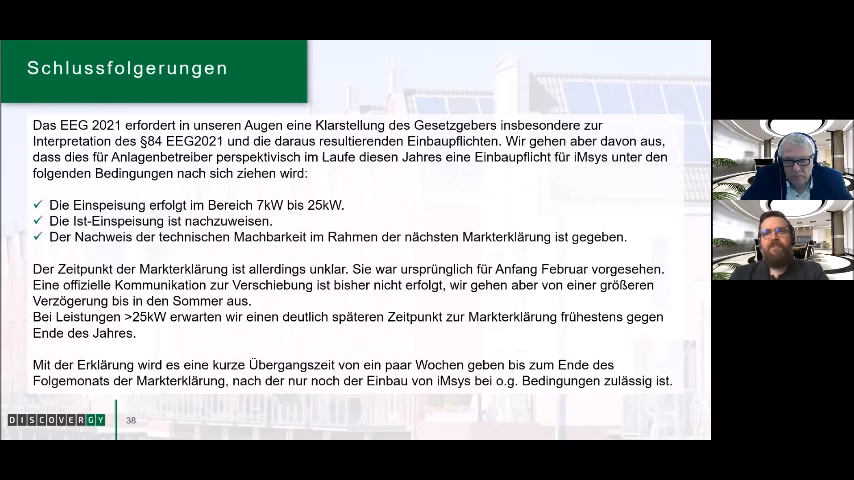 Schlussfolgerungen
Das EEG 2021 erfordert in unseren Augen eine Klarstellung des Gesetzgebers insbesondere zur
Interpretation des §84 EEG2021 und die daraus resultierenden Einbaupflichten. Wir gehen aber davon aus,
dass dies für Anlagenbetreiber perspektivisch im Laufe diesen Jahres eine Einbaupflicht für iMsys unter den
folgenden Bedingungen nach sich ziehen wird:
✓ Die Einspeisung erfolgt im Bereich 7kW bis 25kW.
✓ Die Ist-Einspeisung ist nachzuweisen.
✓ Der Nachweis der technischen Machbarkeit im Rahmen der nächsten Markterklärung ist gegeben.
Der Zeitpunkt der Markterklärung ist allerdings unklar. Sie war ursprünglich für Anfang Februar vorgesehen.
Eine offizielle Kommunikation zur Verschiebung ist bisher nicht erfolgt, wir gehen aber von einer größeren
Verzögerung bis in den Sommer aus.
Bei Leistungen >25kW erwarten wir einen deutlich späteren Zeitpunkt zur Markterklärung frühestens gegen
Ende des Jahres.
Mit der Erklärung wird es eine kurze Übergangszeit von ein paar Wochen geben bis zum Ende des
Folgemonats der Markterklärung, nach der nur noch der Einbau von iMsys bei o.g. Bedingungen zulässig ist.
DISCOVERGY 38